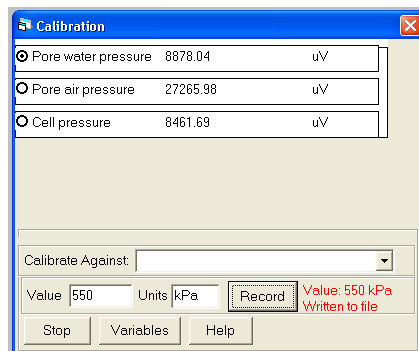 Calibration
Pore water pressure 8878.04 uV
Pore air pressure 27265.98 uV
Cell pressure 8461.69 uV
Calibrate Against:
Value 550 Units kPa Record Value: 550 kPa
Written to file
Stop Variables Help